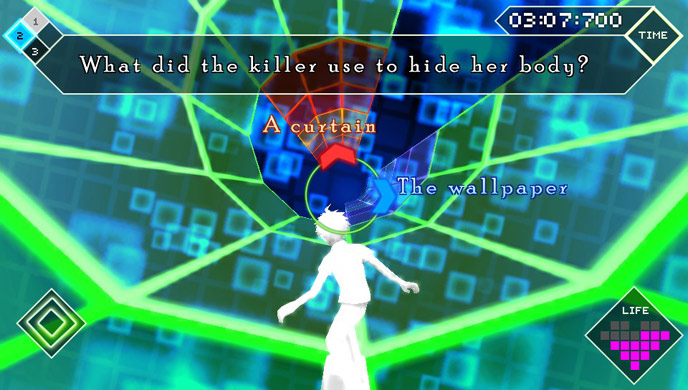 1
2
3
03:07:700
TIME
What did the killer use to hide her body?
A curtain
The wallpaper
LIFE